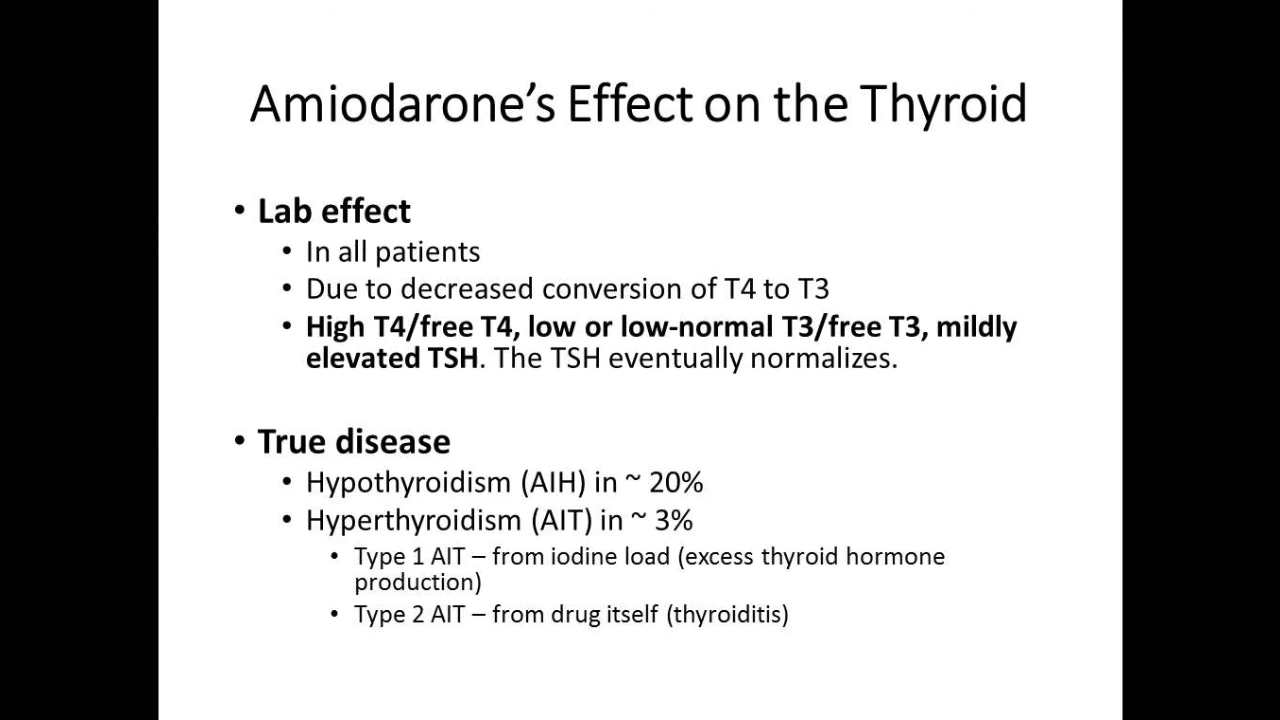 Amiodarone’s Effect on the Thyroid
• Lab effect
• In all patients
• Due to decreased conversion of T4 to T3
• High T4/free T4, low or low-normal T3/free T3, mildly
elevated TSH. The TSH eventually normalizes.
• True disease
• Hypothyroidism (AIH) in ~ 20%
• Hyperthyroidism (AIT) in ~ 3%
• Type 1 AIT – from iodine load (excess thyroid hormone
production)
• Type 2 AIT – from drug itself (thyroiditis)